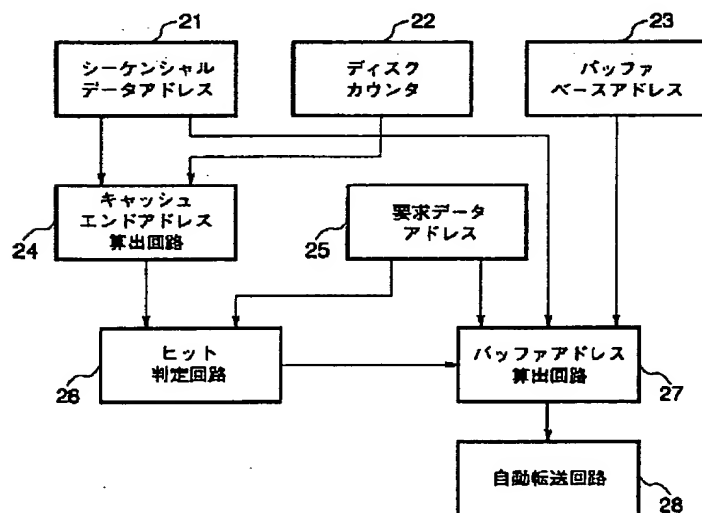 21
22
23
シーケンシャル
データアドレス
ディスク
カウンタ
バッファ
ベースアドレス
キャッシュ
エンドアドレス
算出回路
24
要求データ
アドレス
25
ヒット
判定回路
26
バッファアドレス
算出回路
27
自動転送回路
28